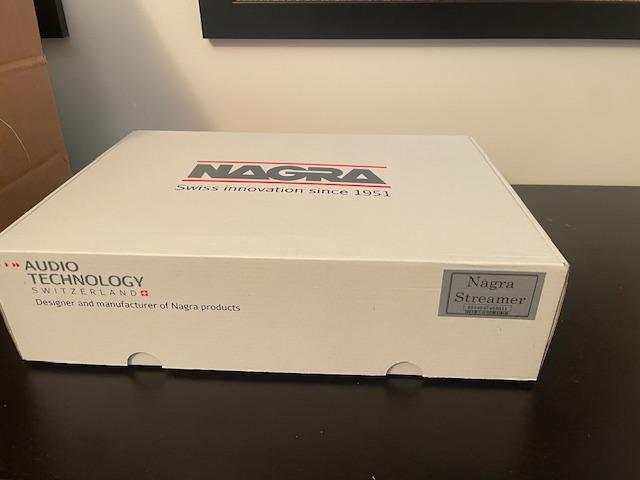 NAGRA
Swiss innovation since 1951
AUDIO
TECHNOLOGY
SWITZERLAND
Designer and manufacturer of Nagra products
Nagra
Streamer